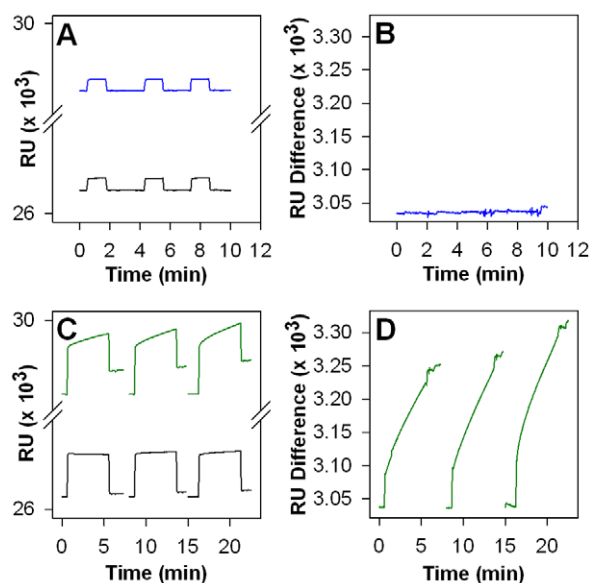 A
30
28
26
RU (x 10³)
0 2 4 6 8 10 12
Time (min)
B
3.30
3.25
3.20
3.15
3.10
3.05
RU Difference (x 10³)
0 2 4 6 8 10 12
Time (min)
C
30
28
26
RU (x 10³)
0 5 10 15 20
Time (min)
D
3.30
3.25
3.20
3.15
3.10
3.05
RU Difference (x 10³)
0 5 10 15 20
Time (min)